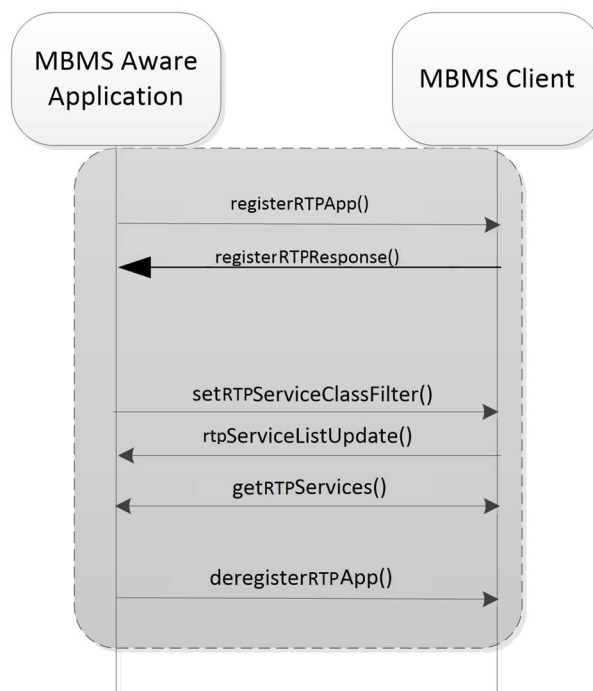 MBMS Aware
Application
MBMS Client
registerRTPApp()
registerRTPResponse()
setRTPServiceClassFilter()
rtpServiceListUpdate()
getRTPServices()
deregisterRTPApp()